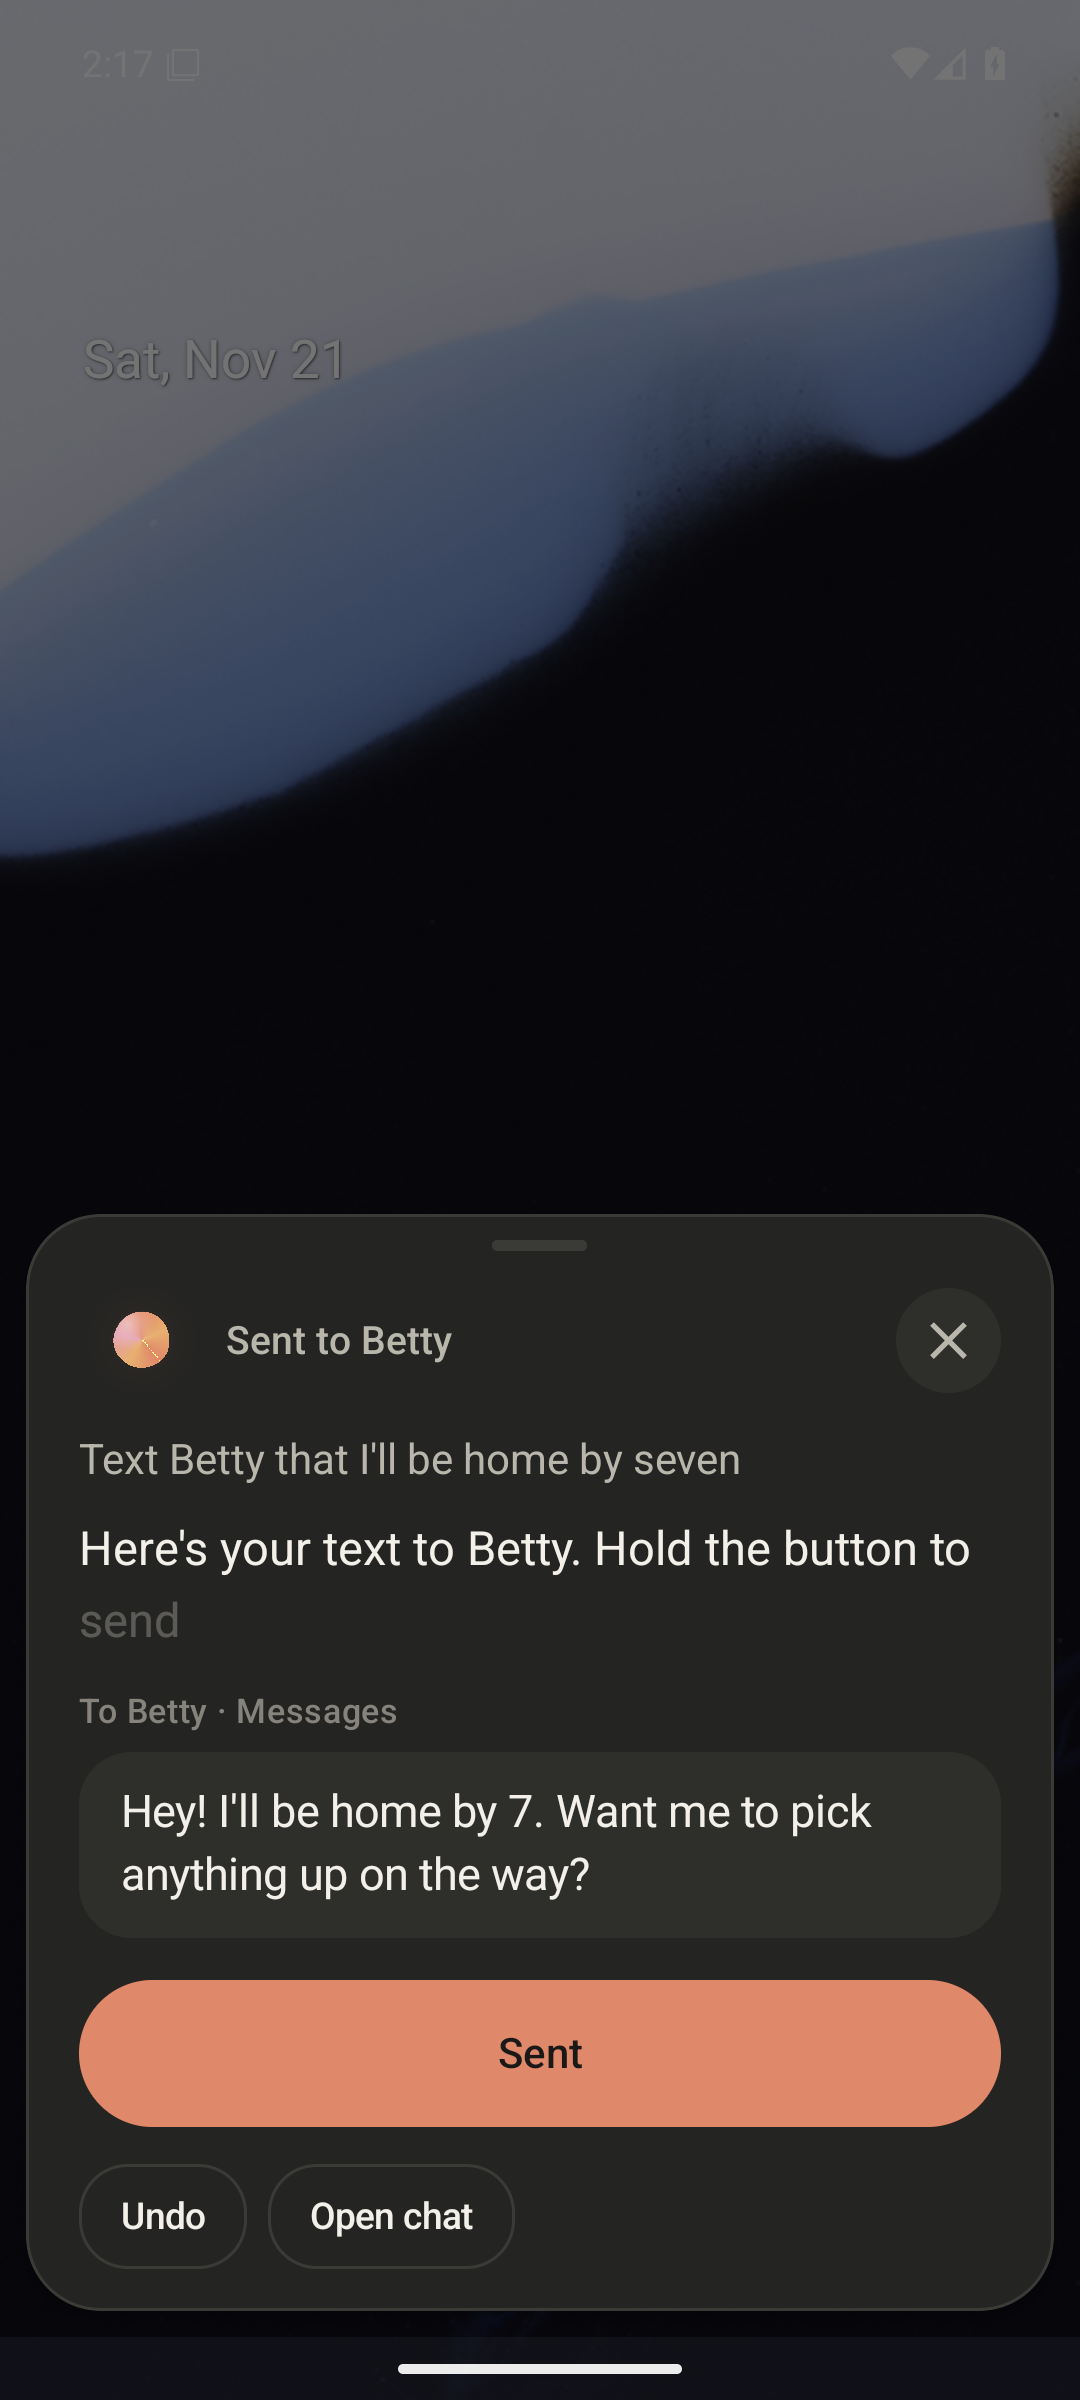 2:17
Sat, Nov 21
Sent to Betty
Text Betty that I'll be home by seven
Here's your text to Betty. Hold the button to
send
To Betty · Messages
Hey! I'll be home by 7. Want me to pick
anything up on the way?
Sent
Undo
Open chat